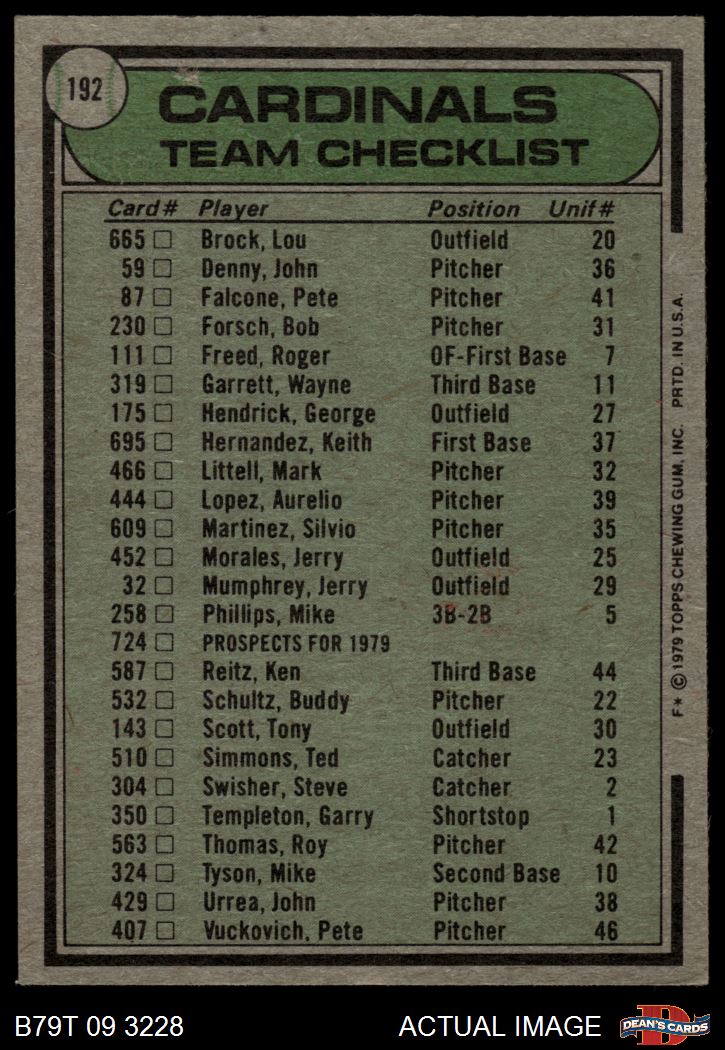 192
CARDINALS
TEAM CHECKLIST
Card# Player Position Unif#
665 Brock, Lou Outfield 20
59 Denny, John Pitcher 36
87 Falcone, Pete Pitcher 41
230 Forsch, Bob Pitcher 31
111 Freed, Roger OF-First Base 7
319 Garrett, Wayne Third Base 11
175 Hendrick, George Outfield 27
695 Hernandez, Keith First Base 37
466 Littell, Mark Pitcher 32
444 Lopez, Aurelio Pitcher 39
609 Martinez, Silvio Pitcher 35
452 Morales, Jerry Outfield 25
32 Mumphrey, Jerry Outfield 29
258 Phillips, Mike 3B-2B 5
724 PROSPECTS FOR 1979
587 Reitz, Ken Third Base 44
532 Schultz, Buddy Pitcher 22
143 Scott, Tony Outfield 30
510 Simmons, Ted Catcher 23
304 Swisher, Steve Catcher 2
350 Templeton, Garry Shortstop 1
563 Thomas, Roy Pitcher 42
324 Tyson, Mike Second Base 10
429 Urrea, John Pitcher 38
407 Vuckovich, Pete Pitcher 46
F* © 1979 TOPPS CHEWING GUM, INC. PRTD. IN U.S.A.
B79T 09 3228 ACTUAL IMAGE
D
DEAN'S CARDS